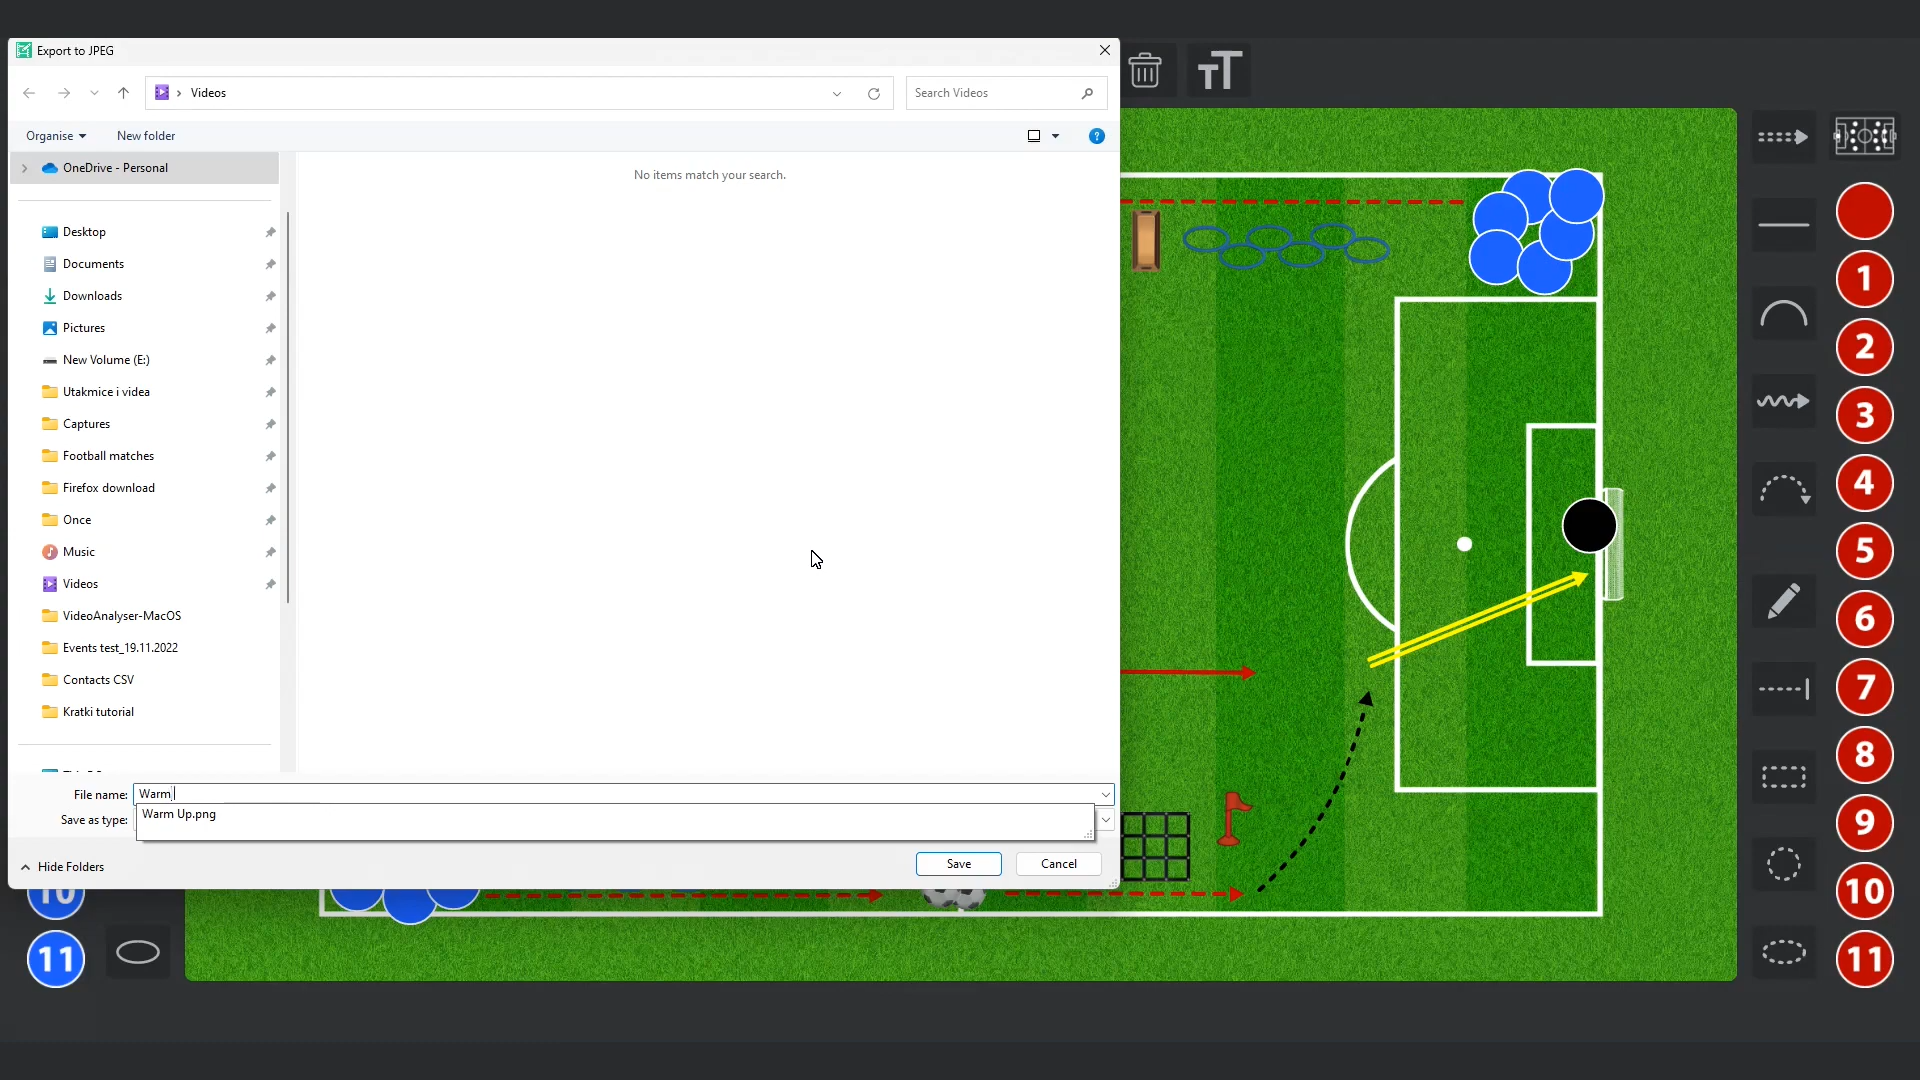 Export to JPEG
Videos
Search Videos
Organise
New folder
OneDrive - Personal
No items match your search.
Desktop
Documents
Downloads
Pictures
New Volume (E:)
Utakmice i videa
Captures
Football matches
Firefox download
Once
Music
Videos
VideoAnalyser-MacOS
Events test_19.11.2022
Contacts CSV
Kratki tutorial
File name: Warm
Warm Up.png
Save as type:
Hide Folders
Save
Cancel
TT
1
2
3
4
5
6
7
8
9
10
11
10
11